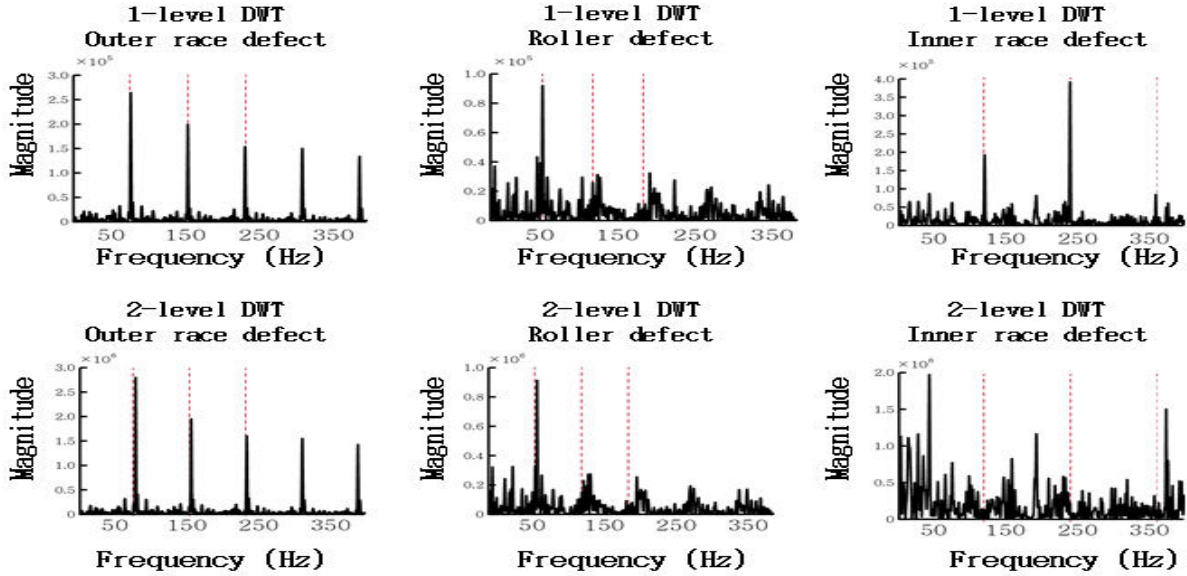 1-level DWT
Outer race defect
×10⁵
Magnitude
3.0
2.5
2.0
1.5
1.0
0.5
0
50 150 250 350
Frequency (Hz)
1-level DWT
Roller defect
×10⁵
Magnitude
1.0
0.8
0.6
0.4
0.2
0
50 150 250 350
Frequency (Hz)
1-level DWT
Inner race defect
×10⁵
Magnitude
4.0
3.5
3.0
2.5
2.0
1.5
1.0
0.5
0
50 150 250 350
Frequency (Hz)
2-level DWT
Outer race defect
×10⁶
Magnitude
3.0
2.5
2.0
1.5
1.0
0.5
0
50 150 250 350
Frequency (Hz)
2-level DWT
Roller defect
×10⁶
Magnitude
1.0
0.8
0.6
0.4
0.2
0
50 150 250 350
Frequency (Hz)
2-level DWT
Inner race defect
×10⁶
Magnitude
2.0
1.5
1.0
0.5
0
50 150 250 350
Frequency (Hz)